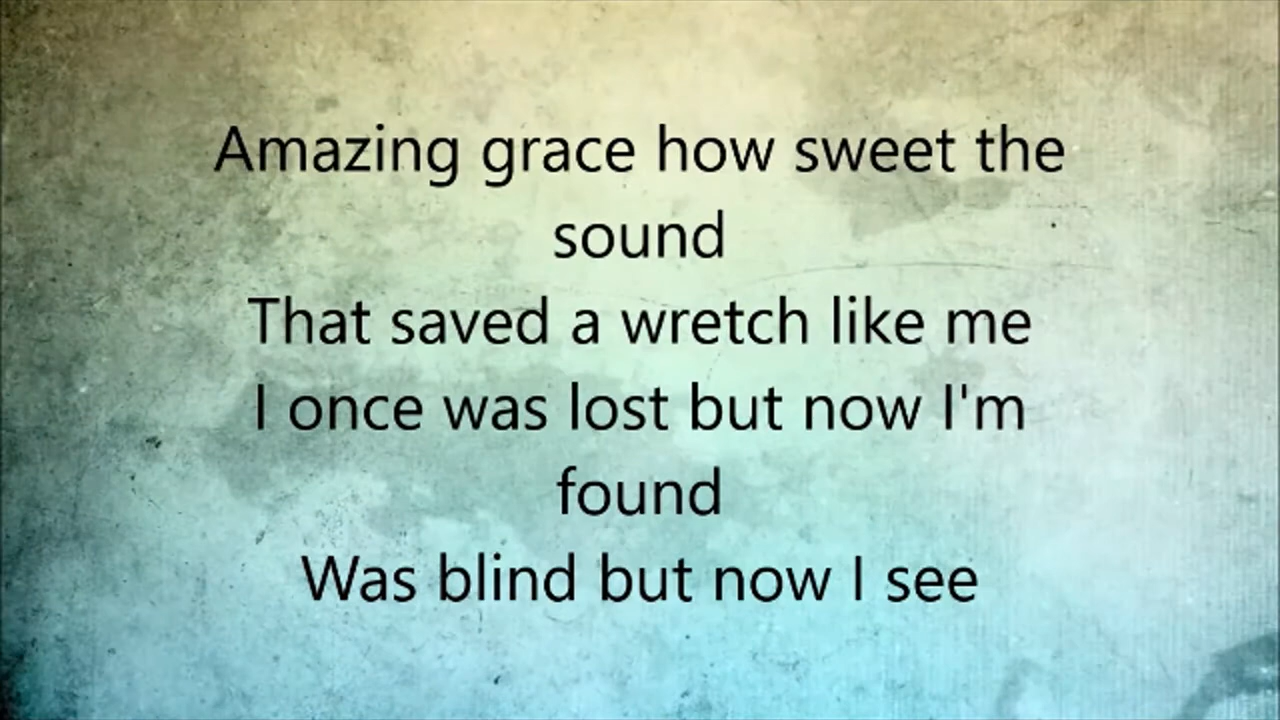 Amazing grace how sweet the
sound
That saved a wretch like me
I once was lost but now I'm
found
Was blind but now I see